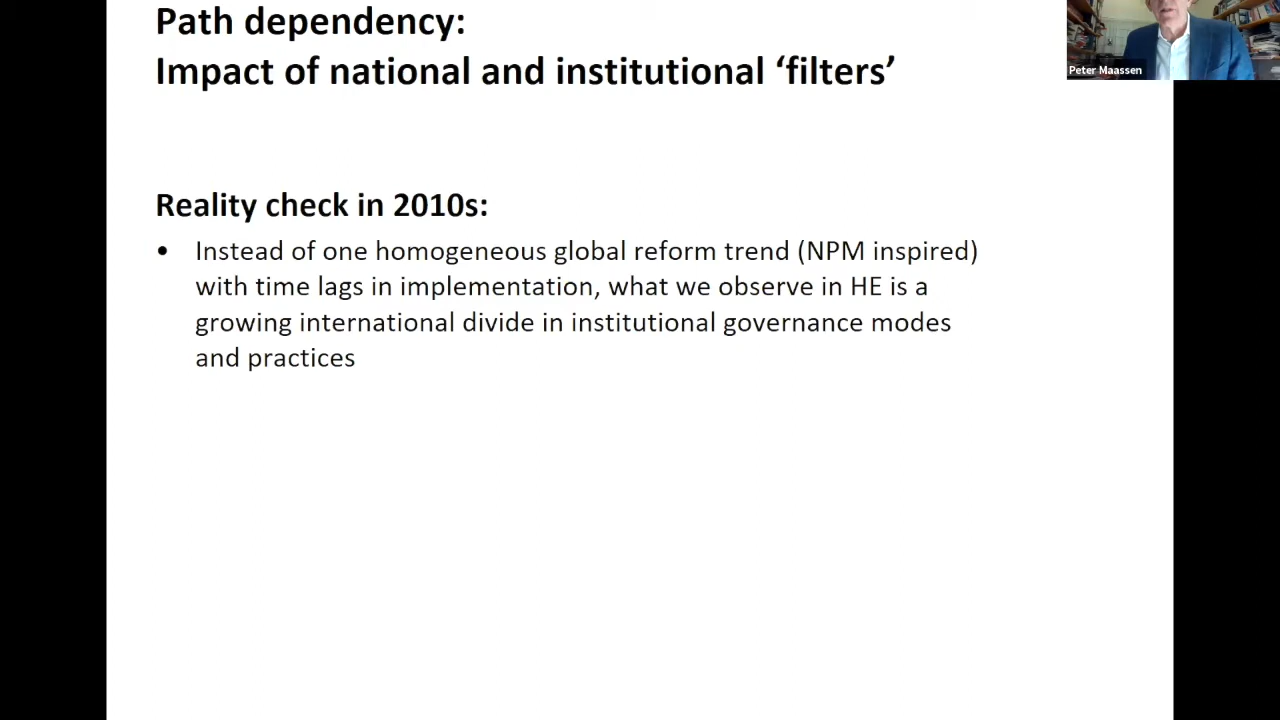 Path dependency:
Impact of national and institutional ‘filters’
Peter Maassen
Reality check in 2010s:
• Instead of one homogeneous global reform trend (NPM inspired)
with time lags in implementation, what we observe in HE is a
growing international divide in institutional governance modes
and practices